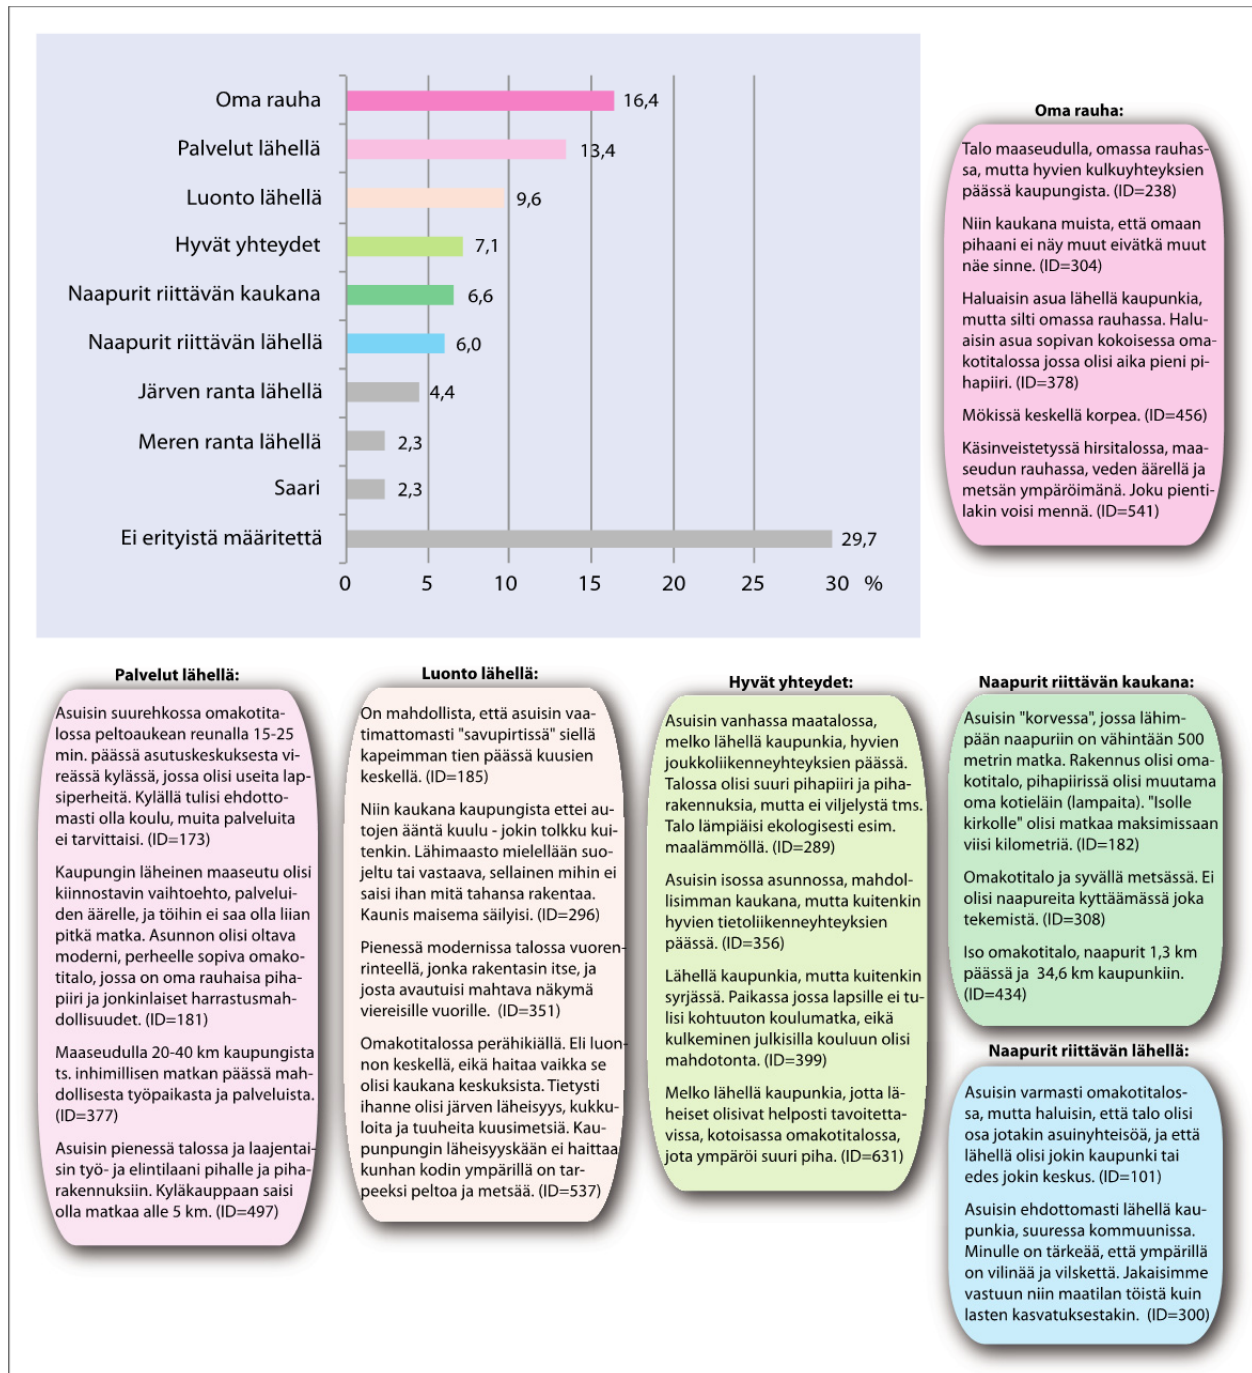 Oma rauha
16,4
Palvelut lähellä
13,4
Luonto lähellä
9,6
Hyvät yhteydet
7,1
Naapurit riittävän kaukana
6,6
Naapurit riittävän lähellä
6,0
Järven ranta lähellä
4,4
Meren ranta lähellä
2,3
Saari
2,3
Ei erityistä määritettä
29,7
0 5 10 15 20 25 30 %
Oma rauha:
Talo maaseudulla, omassa rauhas-
sa, mutta hyvien kulkuyhteyksien
päässä kaupungista. (ID=238)
Niin kaukana muista, että omaan
pihaani ei näy muut eivätkä muut
näe sinne. (ID=304)
Haluaisin asua lähellä kaupunkia,
mutta silti omassa rauhassa. Halu-
aisin asua sopivan kokoisessa oma-
kotitalossa jossa olisi aika pieni pi-
hapiiri. (ID=378)
Mökissä keskellä korpea. (ID=456)
Käsinveistetyssä hirsitalossa, maa-
seudun rauhassa, veden äärellä ja
metsän ympäröimänä. Joku pienti-
lakin voisi mennä. (ID=541)
Palvelut lähellä:
Asuisin suurehkossa omakotita-
lossa peltoaukean reunalla 15-25
min. päässä asutuskeskuksesta vi-
reässä kylässä, jossa olisi useita lap-
siperheitä. Kylällä tulisi ehdotto-
masti olla koulu, muita palveluita
ei tarvittaisi. (ID=173)
Kaupungin läheinen maaseutu olisi
kiinnostavin vaihtoehto, palvelui-
den äärelle, ja töihin ei saa olla liian
pitkä matka. Asunnon olisi oltava
moderni, perheelle sopiva omako-
titalo, jossa on oma rauhaisa piha-
piiri ja jonkinlaiset harrastusmah-
dollisuudet. (ID=181)
Maaseudulla 20-40 km kaupungista
ts. inhimillisen matkan päässä mah-
dollisesta työpaikasta ja palveluista.
(ID=377)
Asuisin pienessä talossa ja laajentai-
sin työ- ja elintilaani pihalle ja piha-
rakennuksiin. Kyläkauppaan saisi
olla matkaa alle 5 km. (ID=497)
Luonto lähellä:
On mahdollista, että asuisin vaa-
timattomasti "savupirtissä" siellä
kapeimman tien päässä kuusien
keskellä. (ID=185)
Niin kaukana kaupungista ettei au-
tojen ääntä kuulu - jokin tolkku kui-
tenkin. Lähimaasto mielellään suo-
jeltu tai vastaava, sellainen mihin ei
saisi ihan mitä tahansa rakentaa.
Kaunis maisema säilyisi. (ID=296)
Pienessä modernissa talossa vuoren-
rinteellä, jonka rakentasin itse, ja
josta avautuisi mahtava näkymä
viereisille vuorille. (ID=351)
Omakotitalossa perähikiällä. Eli luon-
non keskellä, eikä haitaa vaikka se
olisi kaukana keskuksista. Tietysti
ihanne olisi järven läheisyys, kukku-
loita ja tuuheita kuusimetsiä. Kau-
punpungin läheisyyskään ei haittaa
kunhan kodin ympärillä on tar-
peeksi peltoa ja metsää. (ID=537)
Hyvät yhteydet:
Asuisin vanhassa maatalossa,
melko lähellä kaupunkia, hyvien
joukkoliikenneyhteyksien päässä.
Talossa olisi suuri pihapiiri ja piha-
rakennuksia, mutta ei viljelystä tms.
Talo lämpiäisi ekologisesti esim.
maalämmöllä. (ID=289)
Asuisin isossa asunnossa, mahdol-
lisimman kaukana, mutta kuitenkin
hyvien tietoliikenneyhteyksien
päässä. (ID=356)
Lähellä kaupunkia, mutta kuitenkin
syrjässä. Paikassa jossa lapsille ei tu-
lisi kohtuuton koulumatka, eikä
kulkeminen julkisilla kouluun olisi
mahdotonta. (ID=399)
Melko lähellä kaupunkia, jotta lä-
heiset olisivat helposti tavoitetta-
vissa, kotoisassa omakotitalossa,
jota ympäröi suuri piha. (ID=631)
Naapurit riittävän kaukana:
Asuisin "korvessa", jossa lähim-
pään naapuriin on vähintään 500
metrin matka. Rakennus olisi oma-
kotitalo, pihapiirissä olisi muutama
oma kotieläin (lampaita). "Isolle
kirkolle" olisi matkaa maksimissaan
viisi kilometriä. (ID=182)
Omakotitalo ja syvällä metsässä. Ei
olisi naapureita kyttäämässä joka
tekemistä. (ID=308)
Iso omakotitalo, naapurit 1,3 km
päässä ja 34,6 km kaupunkiin.
(ID=434)
Naapurit riittävän lähellä:
Asuisin varmasti omakotitalos-
sa, mutta haluisin, että talo olisi
osa jotakin asuinyhteisöä, ja että
lähellä olisi jokin kaupunki tai
edes jokin keskus. (ID=101)
Asuisin ehdottomasti lähellä kau-
punkia, suuressa kommuunissa.
Minulle on tärkeää, että ympärillä
on vilinää ja vilskettä. Jakaisimme
vastuun niin maatilan töistä kuin
lasten kasvatuksestakin. (ID=300)